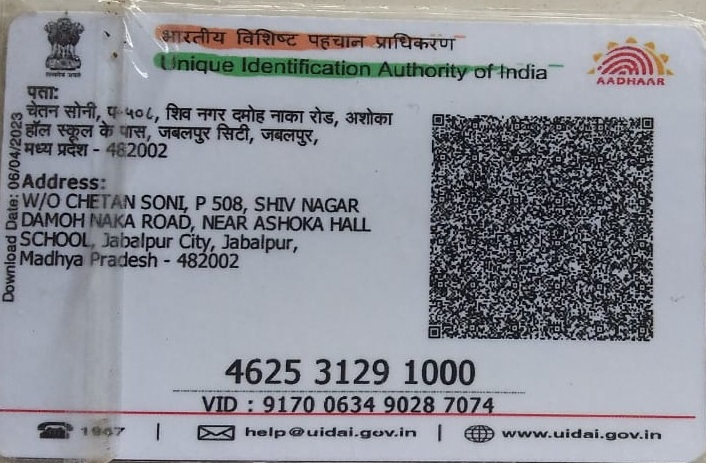 भारतीय विशिष्ट पहचान प्राधिकरण
Unique Identification Authority of India
AADHAAR
पता:
चेतन सोनी, प ५०८, शिव नगर दमोह नाका रोड, अशोका
हॉल स्कूल के पास, जबलपुर सिटी, जबलपुर,
मध्य प्रदेश - 482002
Download Date: 06/04/2023
Address:
W/O CHETAN SONI, P 508, SHIV NAGAR
DAMOH NAKA ROAD, NEAR ASHOKA HALL
SCHOOL, Jabalpur City, Jabalpur,
Madhya Pradesh - 482002
4625 3129 1000
VID : 9170 0634 9028 7074
1947 | help@uidai.gov.in | www.uidai.gov.in